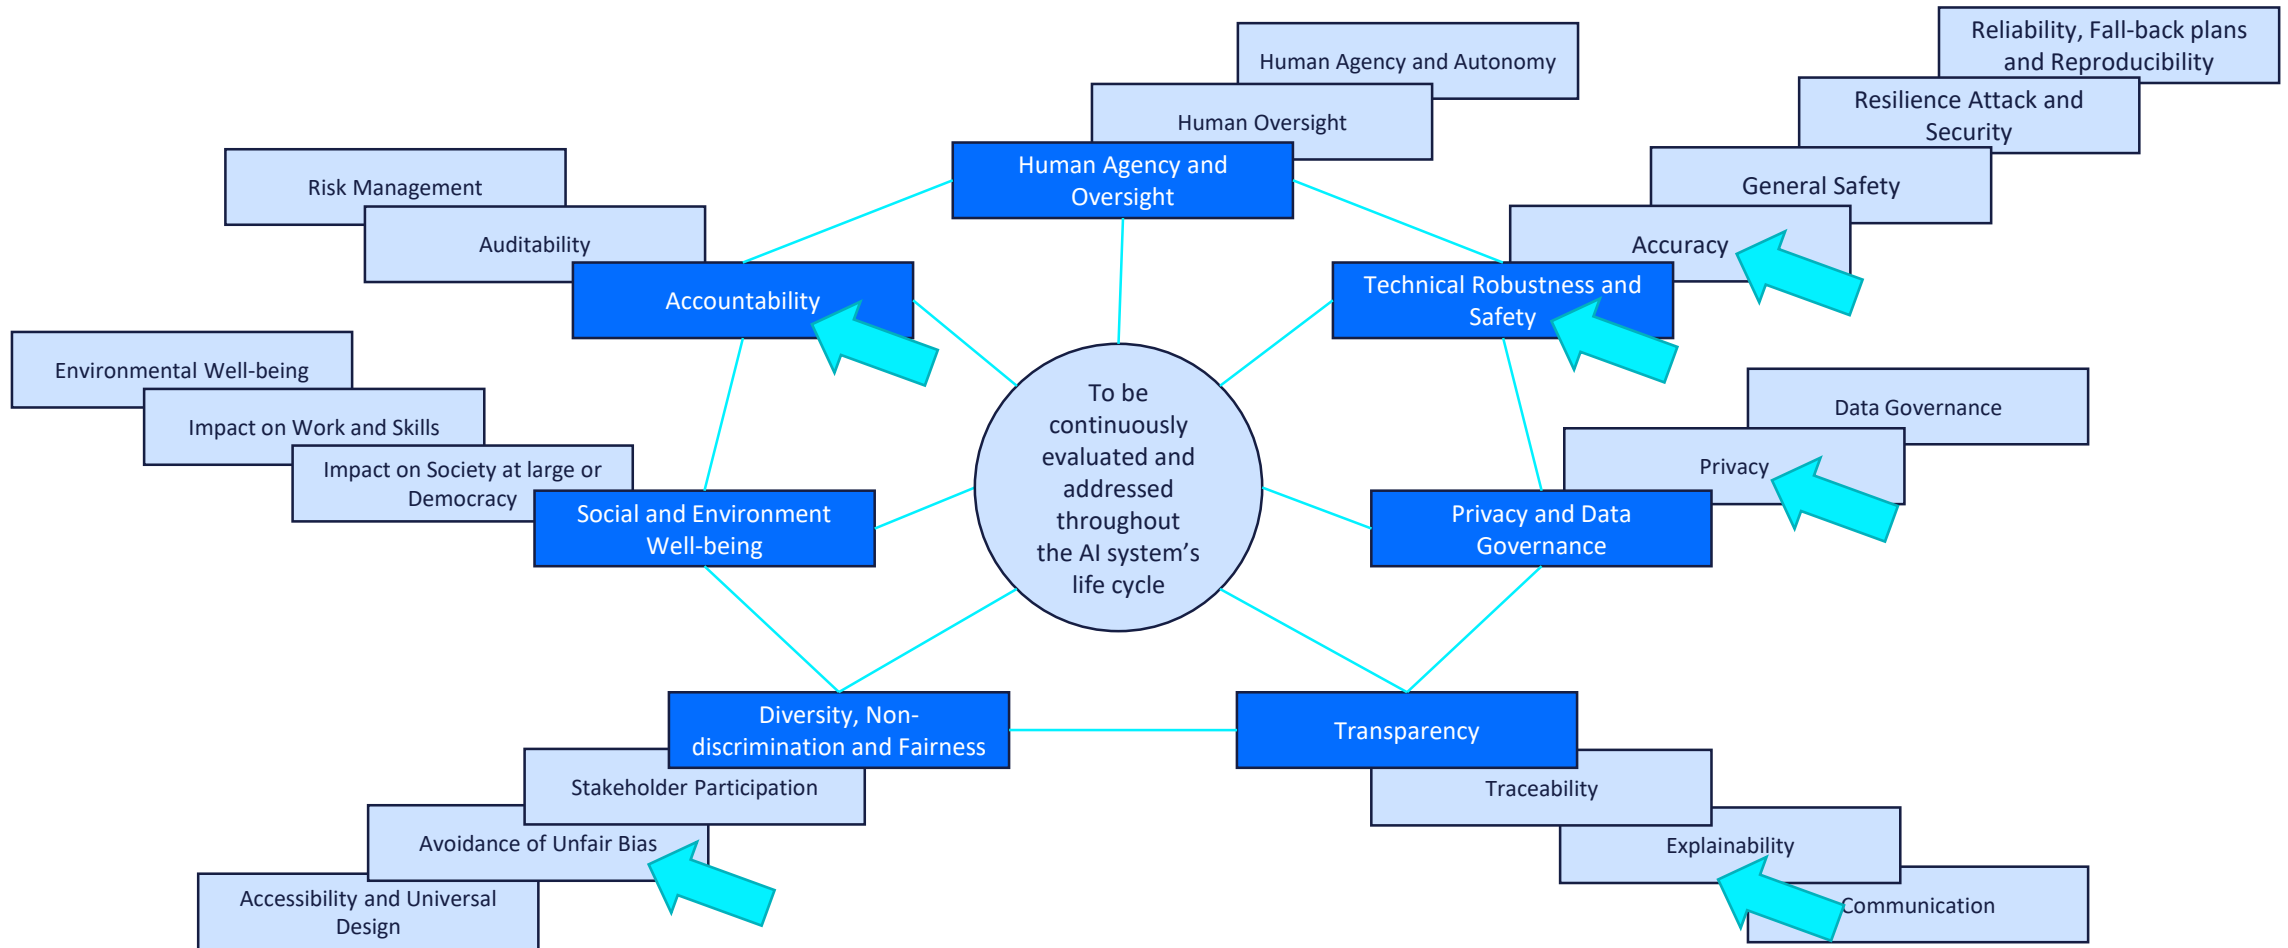 Reliability, Fall-back plans
and Reproducibility
Human Agency and Autonomy
Resilience Attack and
Security
Human Oversight
Human Agency and
Oversight
General Safety
Risk Management
Auditability
Accuracy
Accountability
Technical Robustness and
Safety
Environmental Well-being
Impact on Work and Skills
Impact on Society at large or
Democracy
Social and Environment
Well-being
To be
continuously
evaluated and
addressed
throughout
the AI system’s
life cycle
Data Governance
Privacy
Privacy and Data
Governance
Diversity, Non-
discrimination and Fairness
Stakeholder Participation
Avoidance of Unfair Bias
Accessibility and Universal
Design
Transparency
Traceability
Explainability
Communication